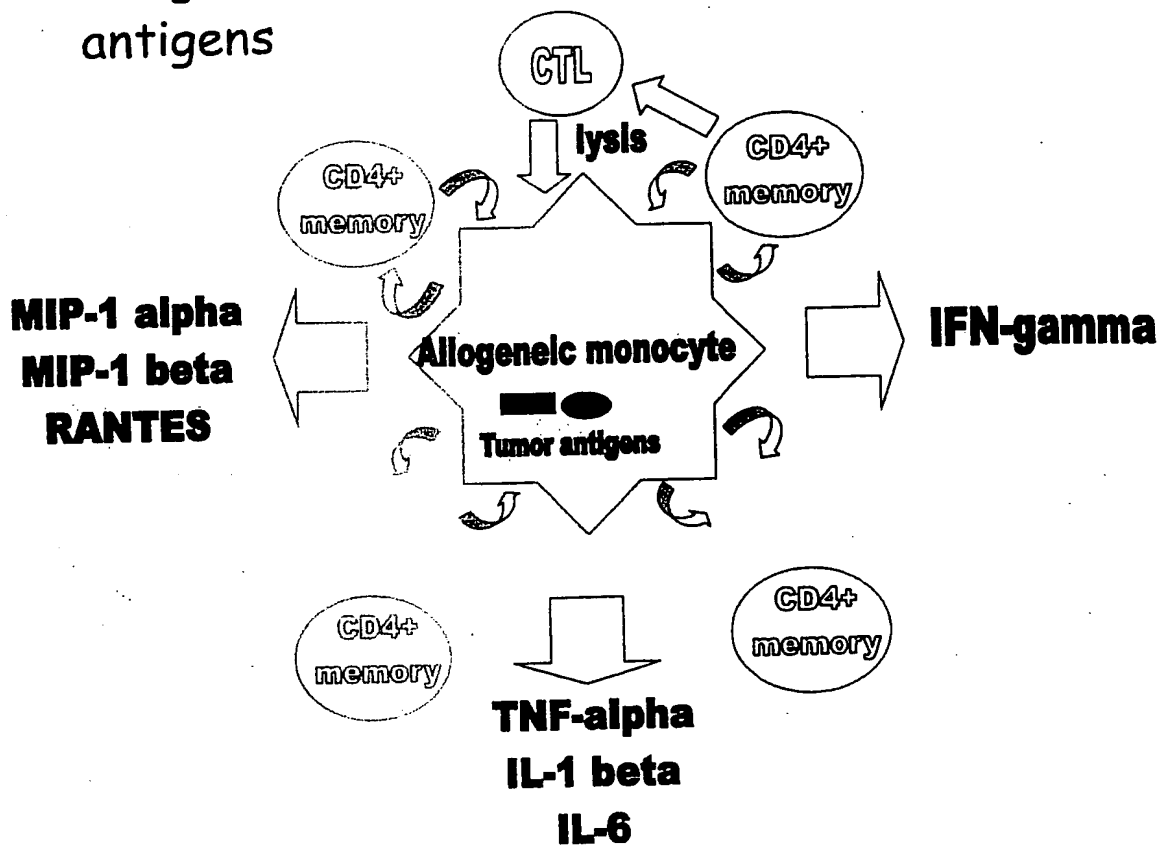 antigens
CTL
lysis
CD4+
memory
CD4+
memory
MIP-1 alpha
MIP-1 beta
RANTES
Allogeneic monocyte
Tumor antigens
IFN-gamma
CD4+
memory
CD4+
memory
TNF-alpha
IL-1 beta
IL-6